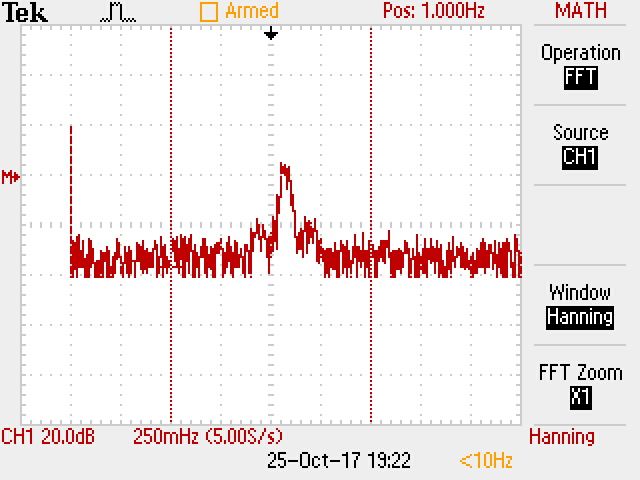 Tek Armed Pos: 1.000Hz MATH
Operation
FFT
Source
CH1
M
Window
Hanning
FFT Zoom
X1
CH1 20.0dB 250mHz (5.00S/s) Hanning
25-Oct-17 19:22 <10Hz